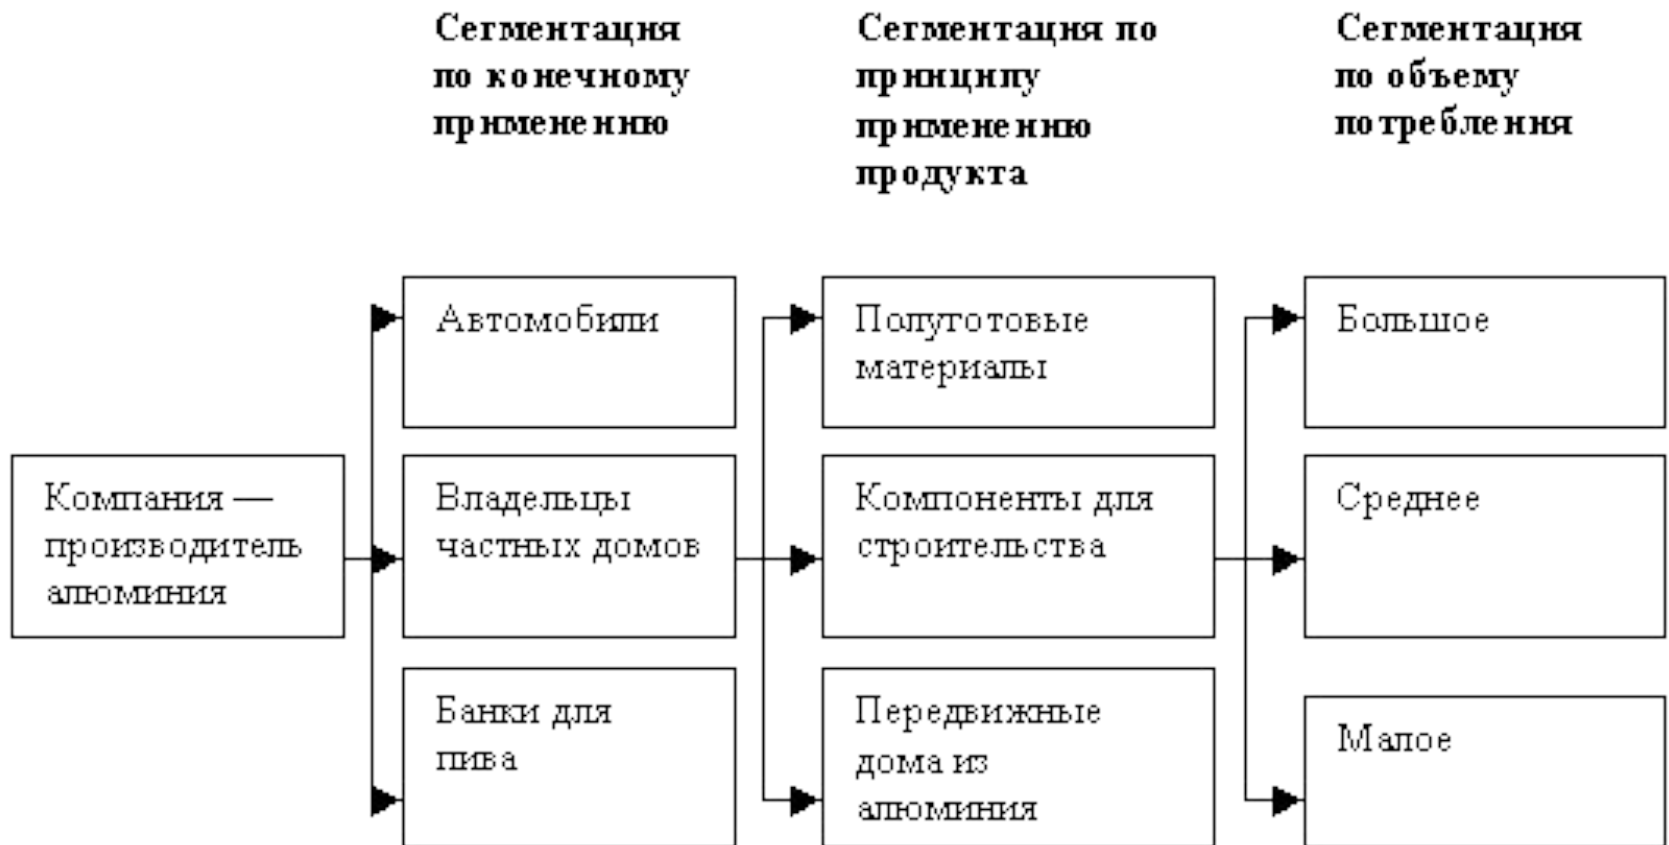 Сегментация
по конечному
применению
Сегментация по
принципу
применению
продукта
Сегментация
по объему
потребления
Автомобили
Полуготовые
материалы
Большое
Компания —
производитель
алюминия
Владельцы
частных домов
Компоненты для
строительства
Среднее
Банки для
пива
Передвижные
дома из
алюминия
Малое